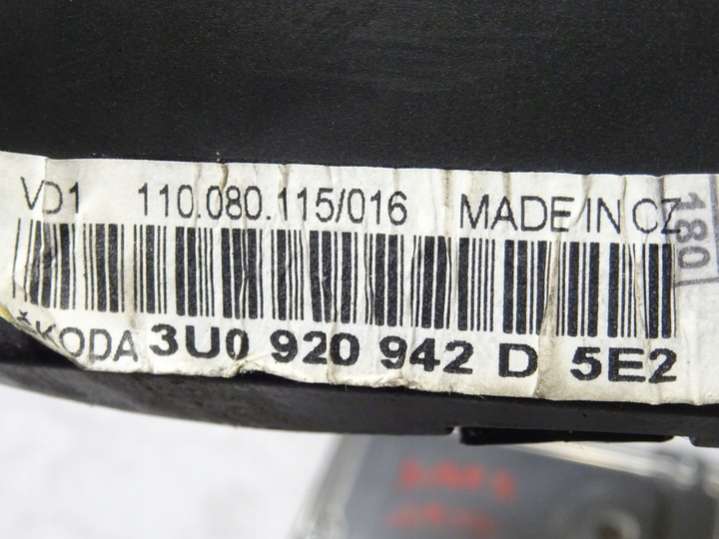 VD1 110.080.115/016 MADE IN CZ
180
ŠKODA 3U0 920 942 D 5E2